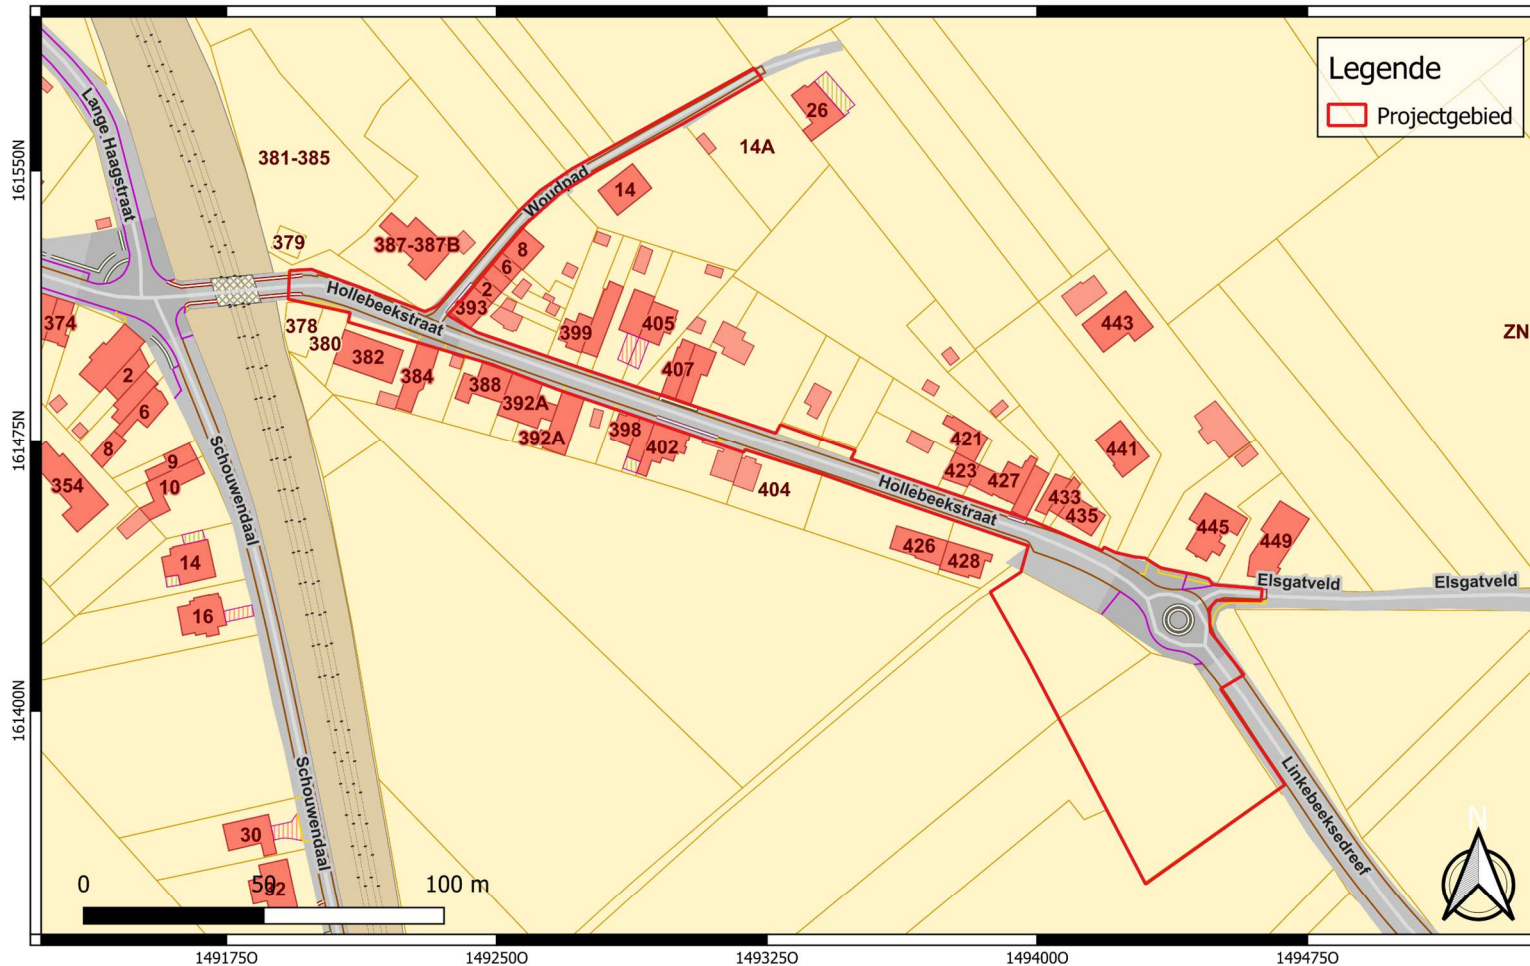 Legende
Projectgebied
Lange Haagstraat
381-385
Woudpad
26
14A
14
379
387-387B
8
6
2
393
Hollebeekstraat
378
380
382
384
388
392A
392A
399
405
407
398
402
404
374
2
6
8
9
10
354
14
16
30
32
Schouwendaal
Schouwendaal
443
ZN
441
421
423
427
433
435
Hollebeekstraat
426
428
445
449
Elsgatveld
Elsgatveld
Linkebeeksedreef
N
0
50
100 m
161550N
161475N
161400N
149175O
149250O
149325O
149400O
149475O